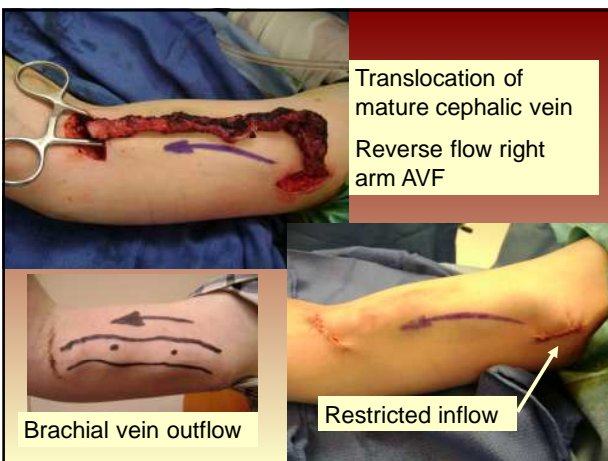 Translocation of
mature cephalic vein
Reverse flow right
arm AVF
Brachial vein outflow
Restricted inflow